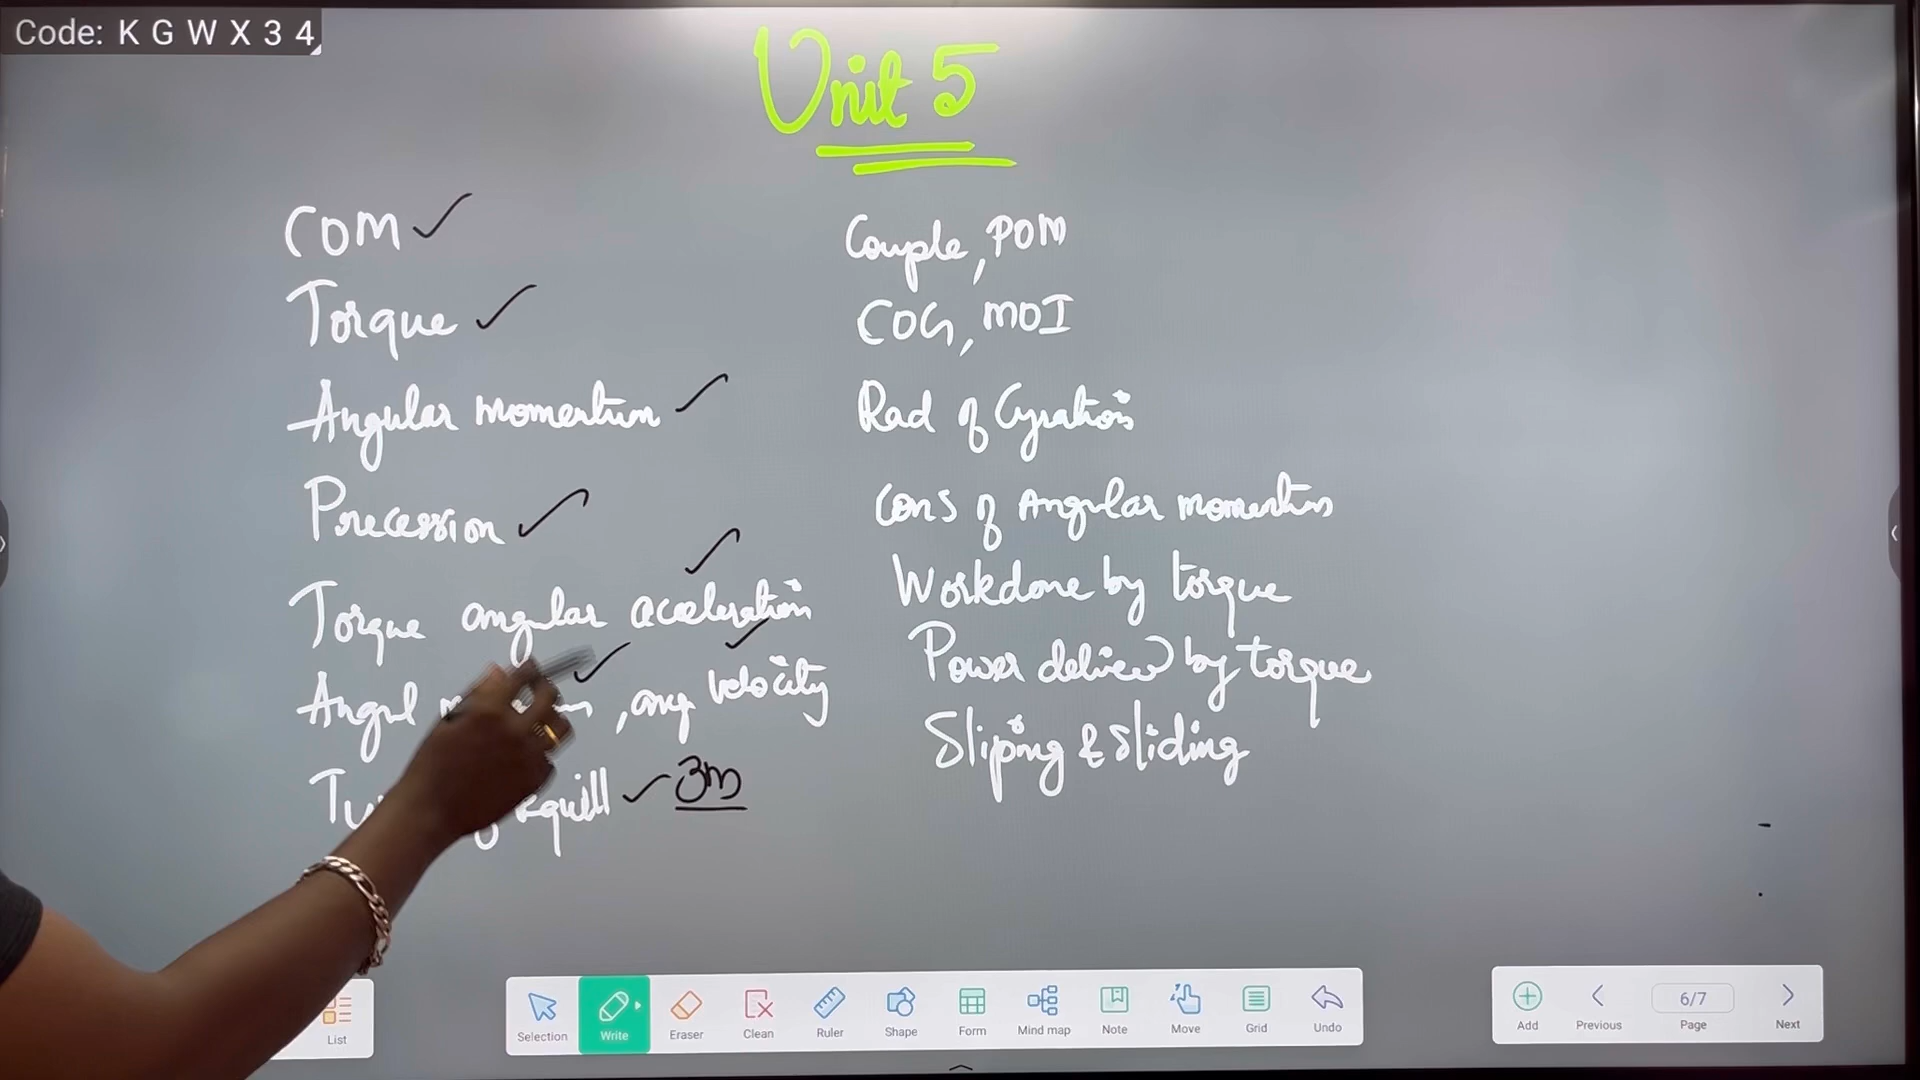 Code: K G W X 3 4
Unit 5
COM
Torque
Angular momentum
Precession
Torque angular aceleration
Angul , ang velocity
equill 3m
Couple, POM
COG, MOI
Rad of Gyration
Cons of Angular momentum
Workdone by torque
Power deliver by torque
Sliping & Sliding
List
Selection
Write
Eraser
Clean
Ruler
Shape
Form
Mind map
Note
Move
Grid
Undo
Add
Previous
6/7
Page
Next